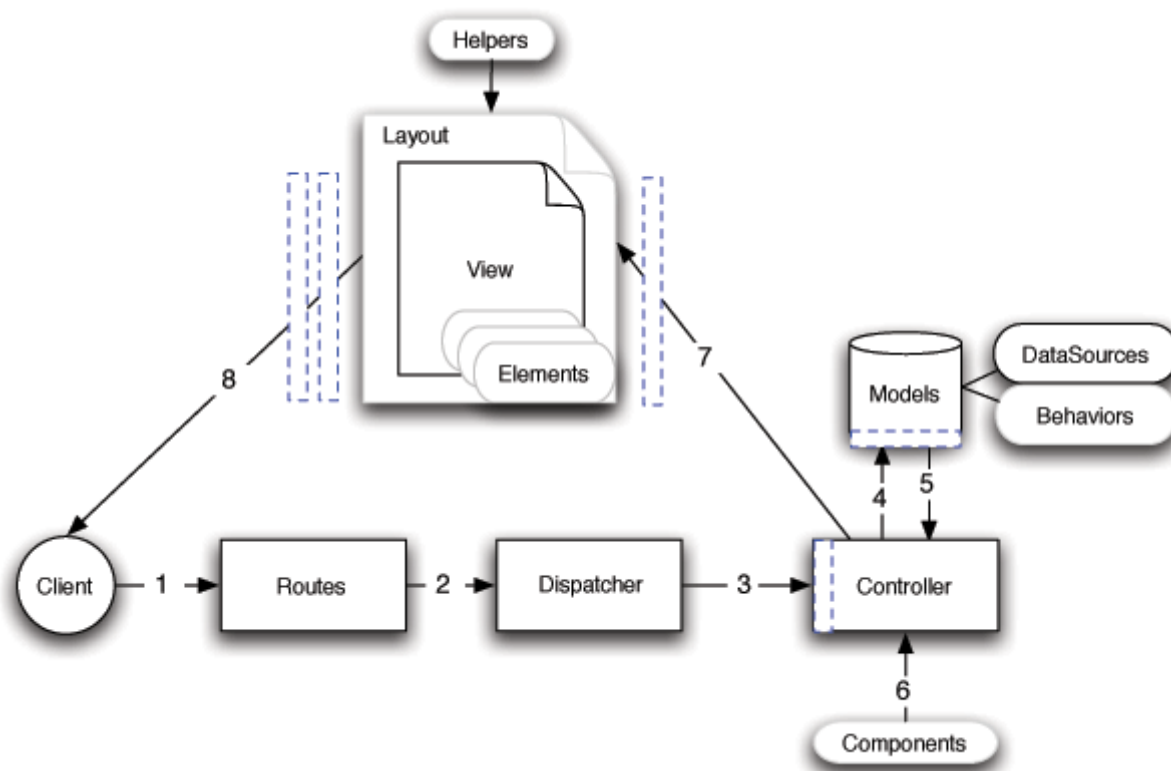 Helpers
Layout
View
Elements
8
7
Models
DataSources
Behaviors
4
5
Client
1
Routes
2
Dispatcher
3
Controller
6
Components